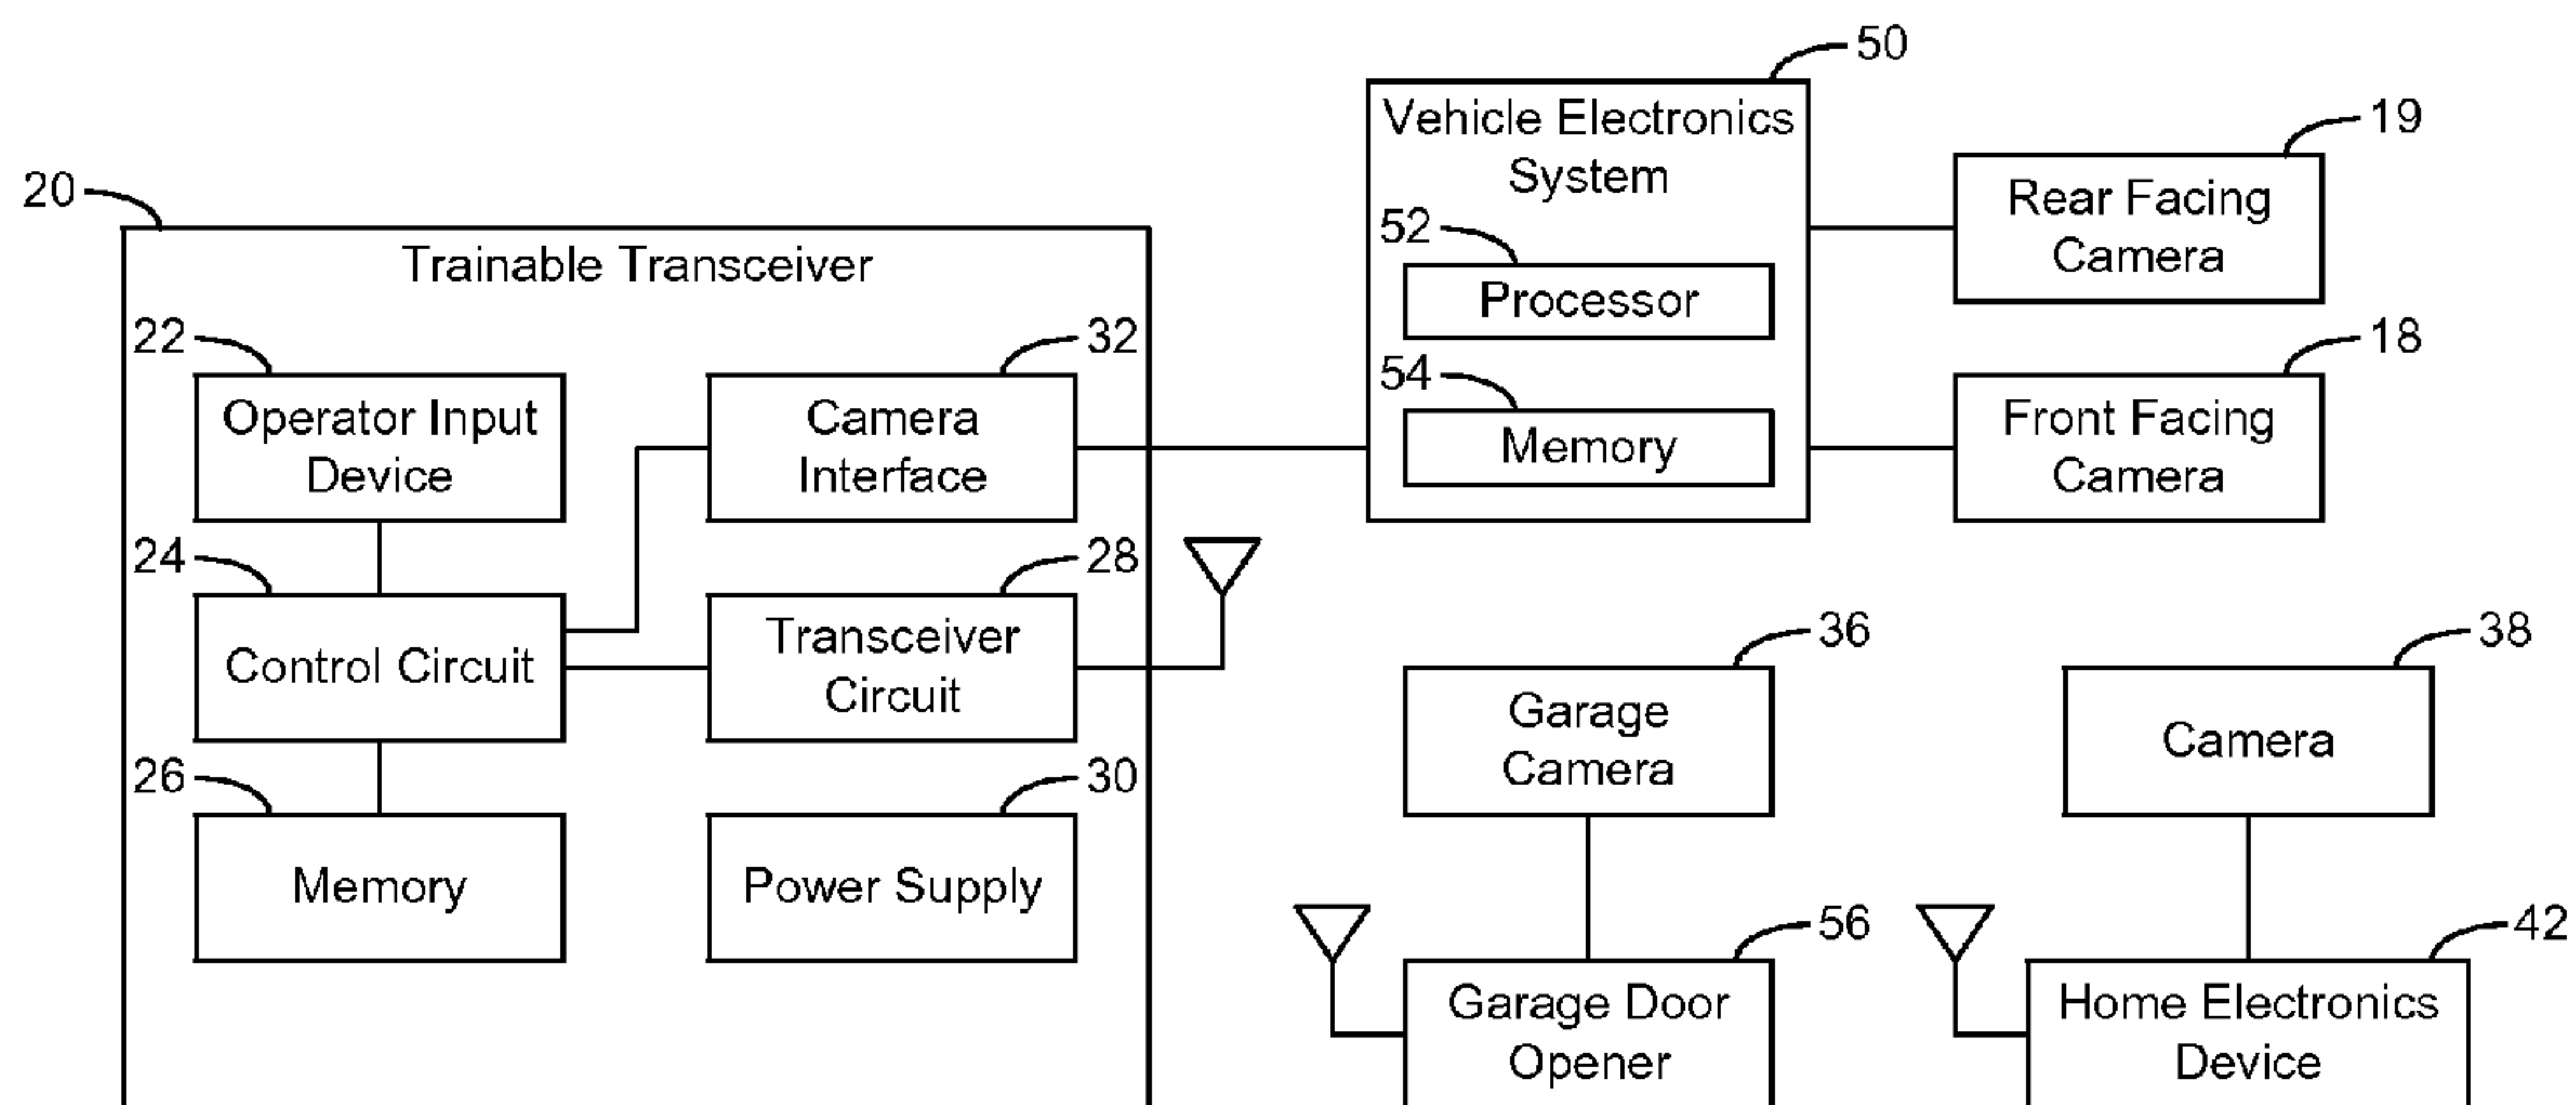 50
Vehicle Electronics
System
19
Rear Facing
Camera
20
Trainable Transceiver
52
Processor
22
Operator Input
Device
32
Camera
Interface
54
Memory
18
Front Facing
Camera
24
Control Circuit
28
Transceiver
Circuit
36
Garage
Camera
38
Camera
26
Memory
30
Power Supply
56
Garage Door
Opener
42
Home Electronics
Device